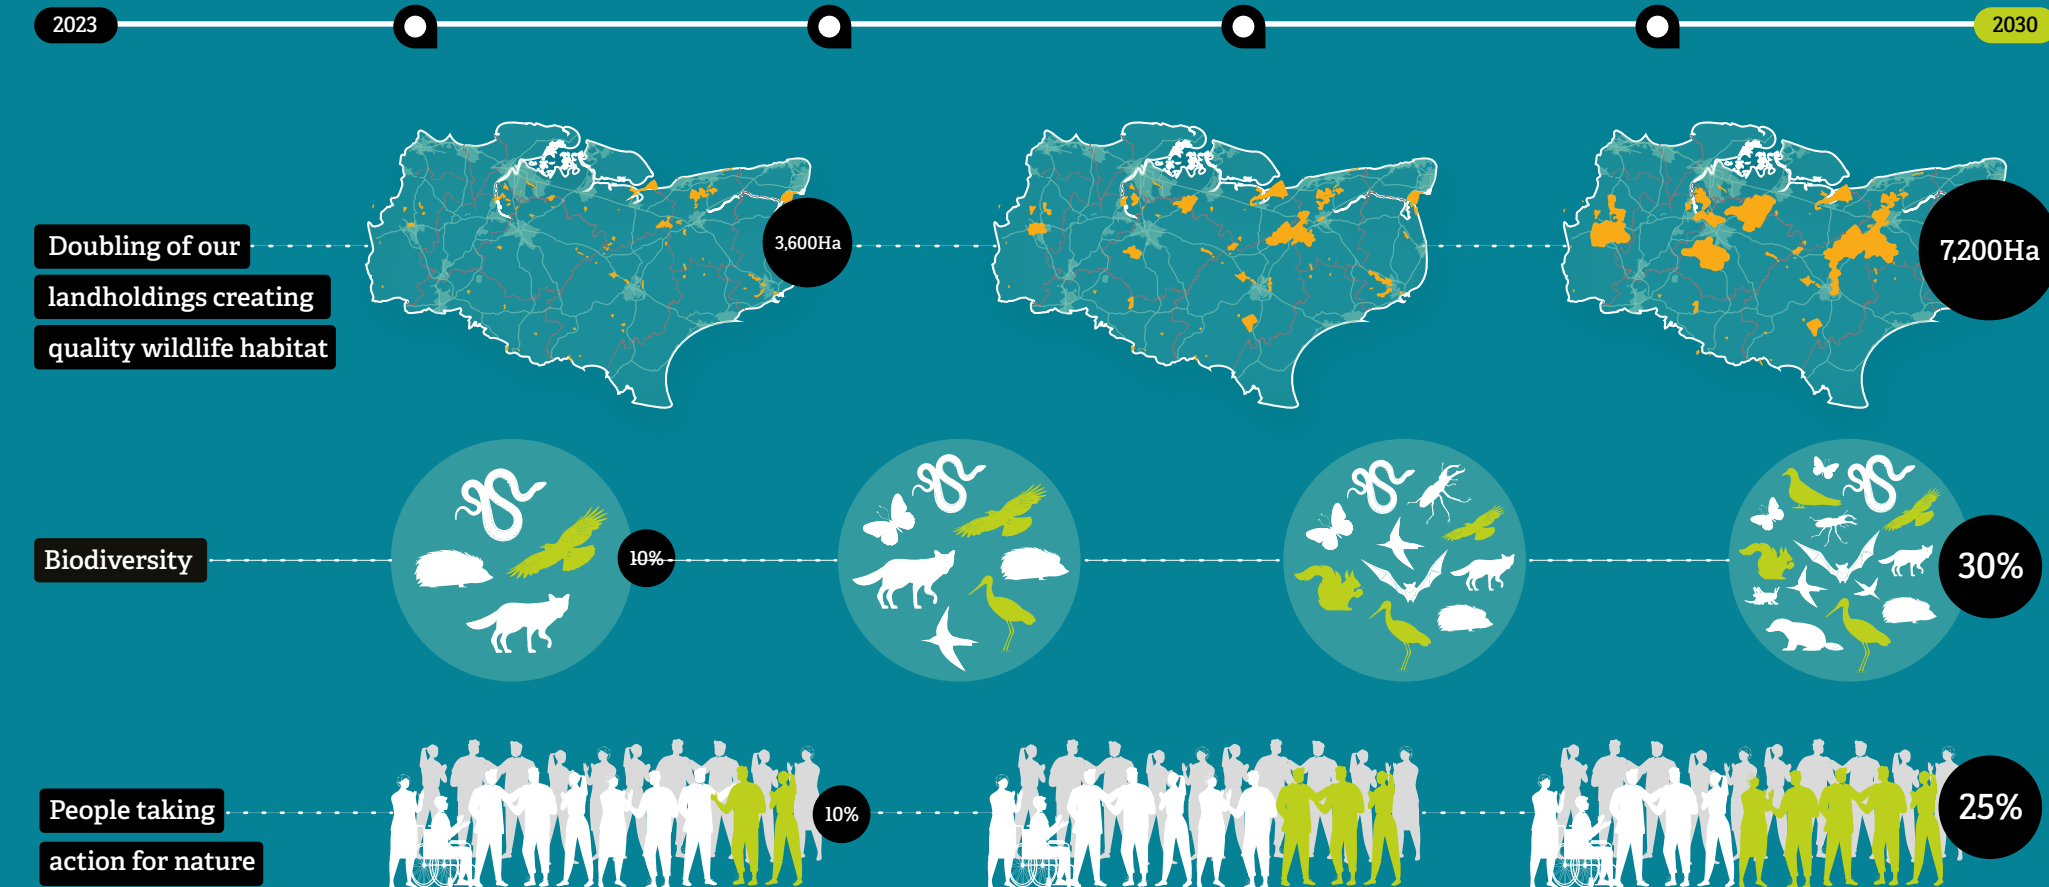 2023
2030
Doubling of our
landholdings creating
quality wildlife habitat
3,600Ha
7,200Ha
Biodiversity
10%
30%
People taking
action for nature
10%
25%